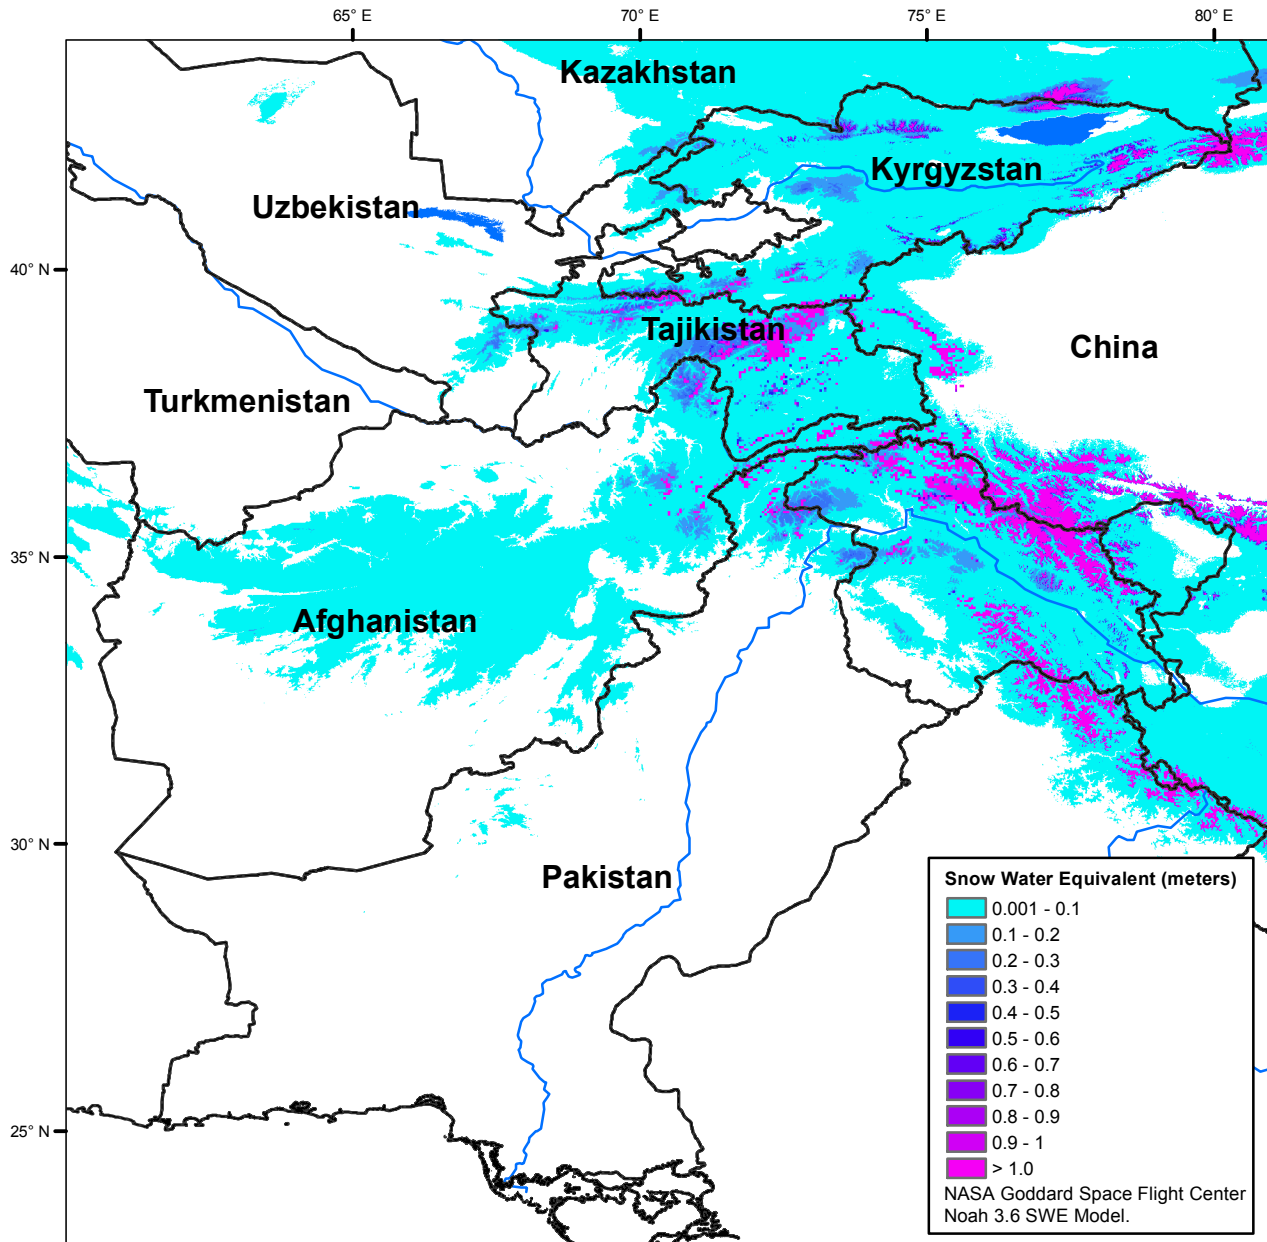 65° E
70° E
75° E
80° E
Kazakhstan
Kyrgyzstan
Uzbekistan
40° N
Tajikistan
China
Turkmenistan
35° N
Afghanistan
30° N
Pakistan
25° N
Snow Water Equivalent (meters)
0.001 - 0.1
0.1 - 0.2
0.2 - 0.3
0.3 - 0.4
0.4 - 0.5
0.5 - 0.6
0.6 - 0.7
0.7 - 0.8
0.8 - 0.9
0.9 - 1
> 1.0
NASA Goddard Space Flight Center
Noah 3.6 SWE Model.